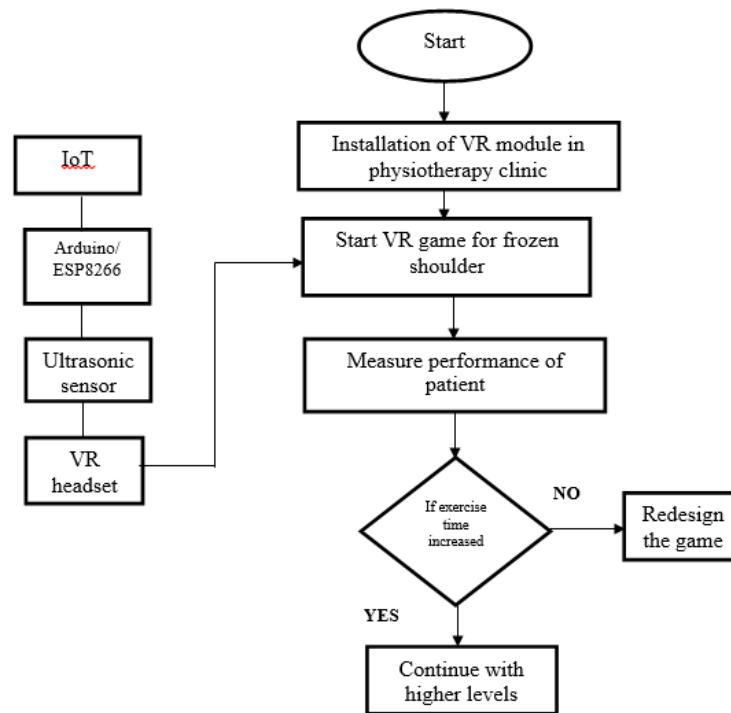 Start
Installation of VR module in
physiotherapy clinic
IoT
Arduino/
ESP8266
Start VR game for frozen
shoulder
Ultrasonic
sensor
Measure performance of
patient
VR
headset
If exercise
time
increased
NO
Redesign
the game
YES
Continue with
higher levels